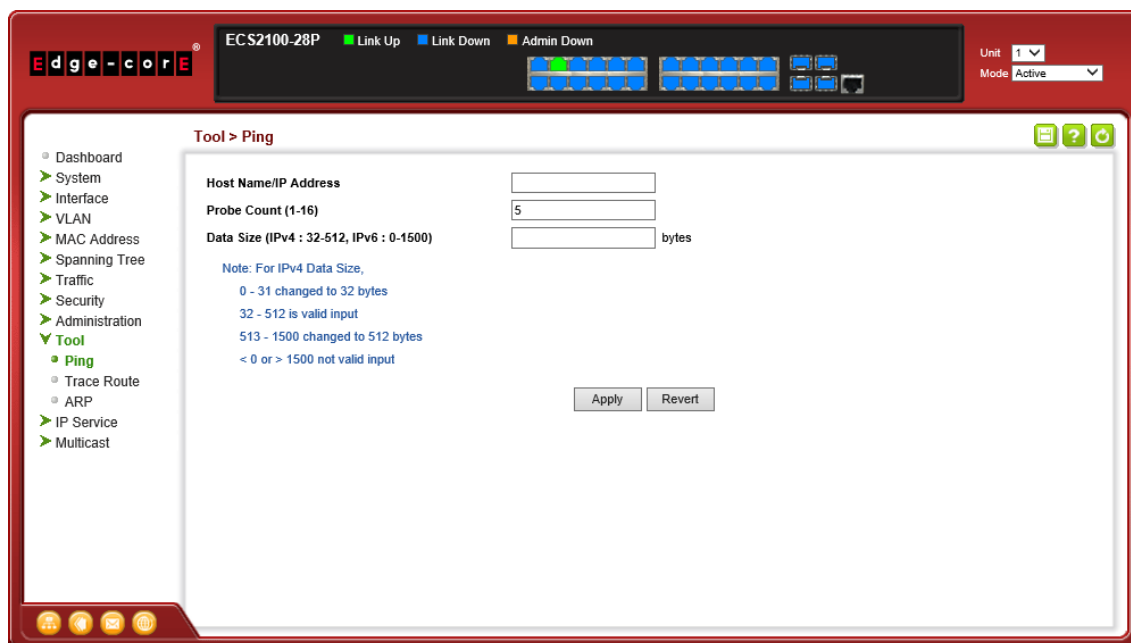 Edge-corE®
ECS2100-28P Link Up Link Down Admin Down
Unit 1
Mode Active
Tool > Ping
Dashboard
System
Interface
VLAN
MAC Address
Spanning Tree
Traffic
Security
Administration
Tool
Ping
Trace Route
ARP
IP Service
Multicast
Host Name/IP Address
Probe Count (1-16) 5
Data Size (IPv4 : 32-512, IPv6 : 0-1500) bytes
Note: For IPv4 Data Size,
0 - 31 changed to 32 bytes
32 - 512 is valid input
513 - 1500 changed to 512 bytes
< 0 or > 1500 not valid input
Apply Revert